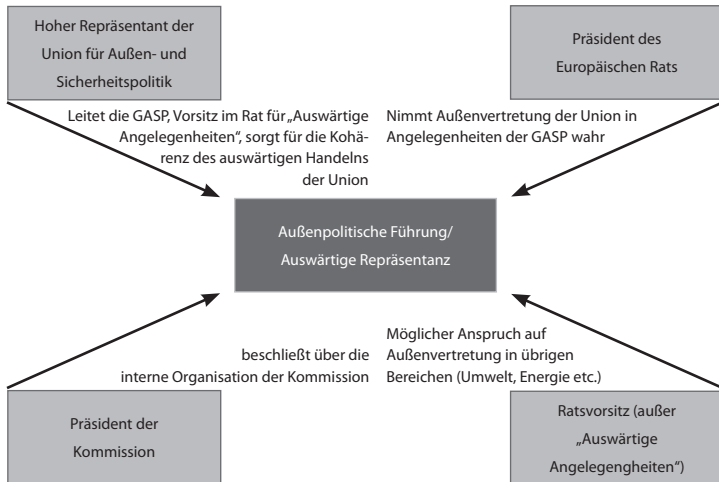 Hoher Repräsentant der
Union für Außen- und
Sicherheitspolitik
Präsident des
Europäischen Rats
Leitet die GASP, Vorsitz im Rat für „Auswärtige
Angelegenheiten“, sorgt für die Kohä-
renz des auswärtigen Handelns
der Union
Nimmt Außenvertretung der Union in
Angelegenheiten der GASP wahr
Außenpolitische Führung/
Auswärtige Repräsentanz
beschließt über die
interne Organisation der Kommission
Möglicher Anspruch auf
Außenvertretung in übrigen
Bereichen (Umwelt, Energie etc.)
Präsident der
Kommission
Ratsvorsitz (außer
„Auswärtige
Angelegengheiten“)